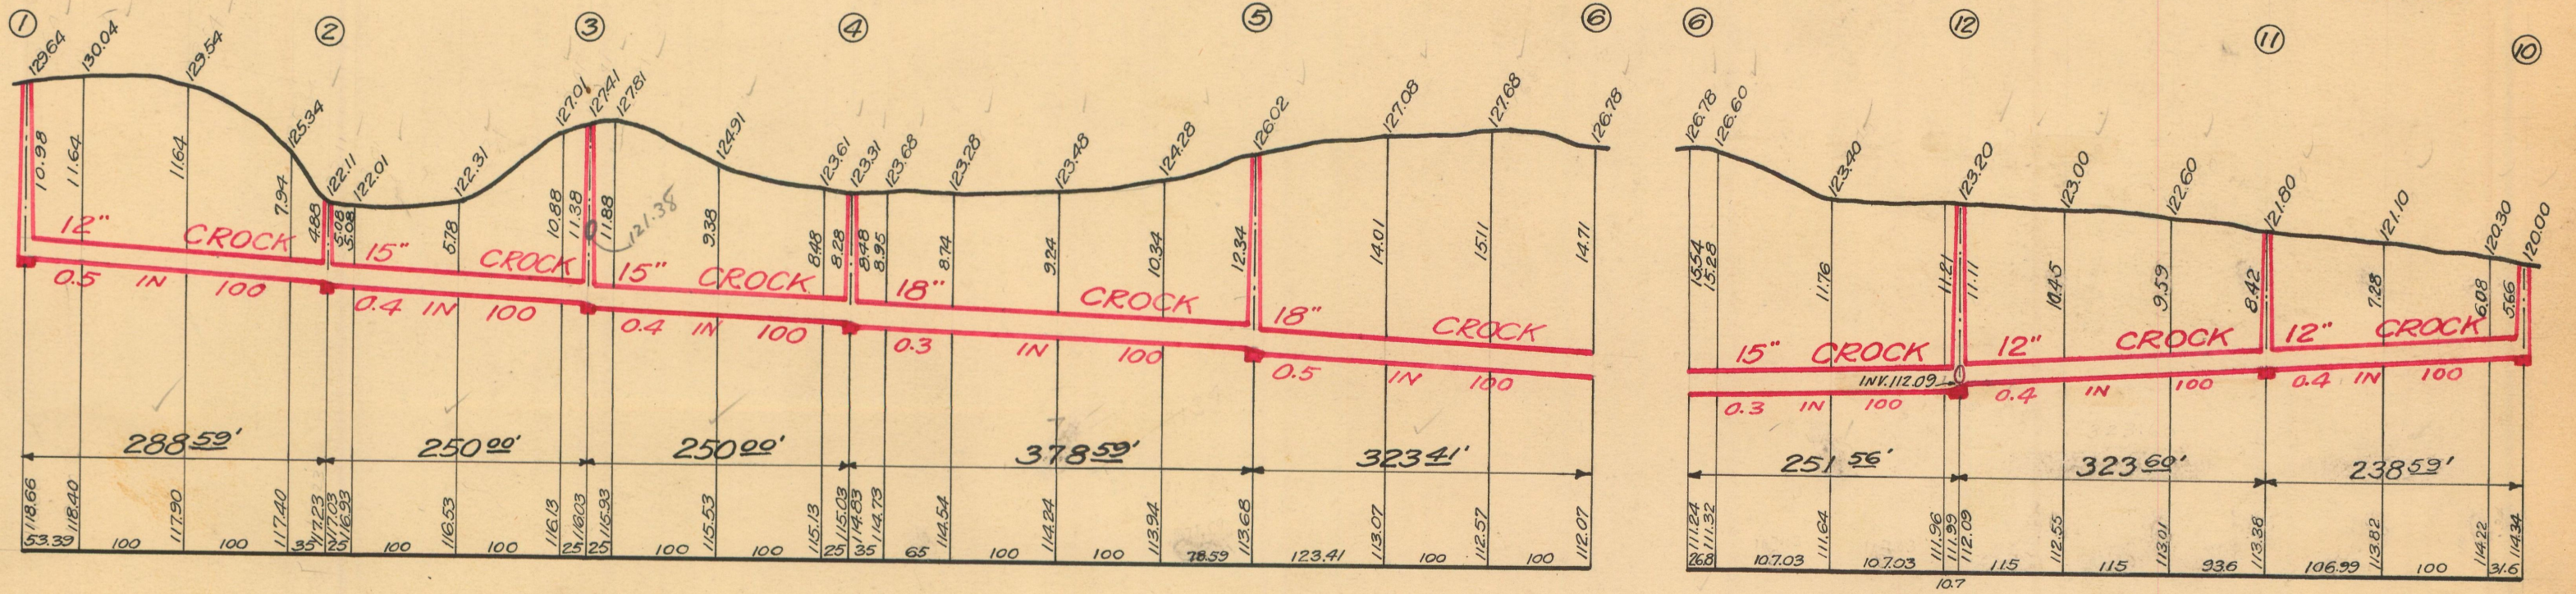 ① ② ③ ④ ⑤ ⑥ ⑥ ⑫ ⑪ ⑩
129.64 130.04 129.54 125.34 122.11 122.01 122.31 127.01 127.41 127.81 124.91 123.61 123.31 123.68 123.28 123.48 124.28 126.02 127.08 127.68 126.78
126.78 126.60 123.40 123.20 123.00 122.60 121.80 121.10 120.30 120.00
10.98 11.64 11.64 7.94 4.88 5.08 5.08 5.78 10.88 11.38 11.88 121.38 9.38 8.48 8.28 8.48 8.95 8.74 9.24 10.34 12.34 14.01 15.11 14.71
15.54 15.28 11.76 11.21 11.11 10.45 9.59 8.42 7.28 6.08 5.66
12" CROCK 15" CROCK 15" CROCK 18" CROCK 18" CROCK
15" CROCK 12" CROCK 12" CROCK
INV. 112.09
0.5 IN 100 0.4 IN 100 0.4 IN 100 0.3 IN 100 0.5 IN 100
0.3 IN 100 0.4 IN 100 0.4 IN 100
288 59' 250 00' 250 00' 378 59' 323 41'
251 56' 323 60' 238 59'
118.66 118.40 117.90 117.40 117.23 117.03 116.93 116.53 116.13 116.03 115.93 115.53 115.13 115.03 114.83 114.73 114.54 114.24 113.94 113.68 113.07 112.57 112.07
111.24 111.32 111.64 111.96 111.99 112.09 112.55 113.01 113.38 113.82 114.22 114.34
53.39 100 100 35 25 100 100 25 25 100 100 25 35 65 100 100 78.59 123.41 100 100
26.8 107.03 107.03 10.7 115 115 93.6 106.99 100 31.6